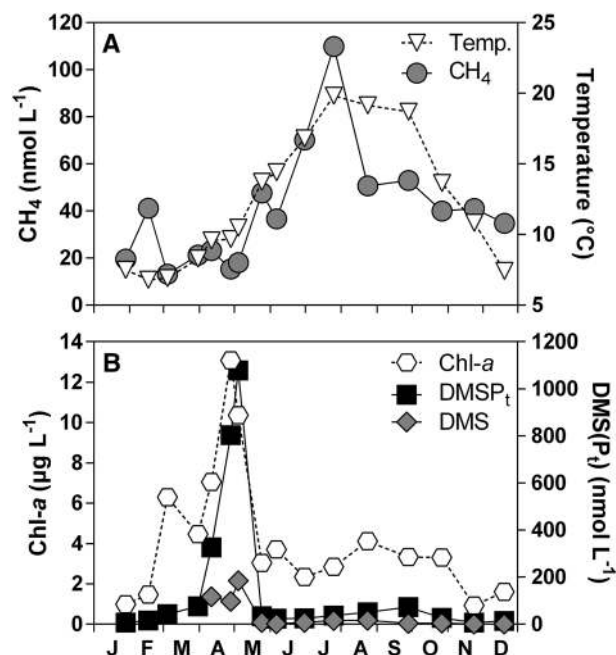 A
Temp.
CH₄
CH₄ (nmol L⁻¹)
120
100
80
60
40
20
0
Temperature (°C)
25
20
15
10
5
B
Chl-a
DMSPₜ
DMS
Chl-a (µg L⁻¹)
14
12
10
8
6
4
2
0
DMS(Pₜ) (nmol L⁻¹)
1200
1000
800
600
400
200
0
J F M A M J J A S O N D